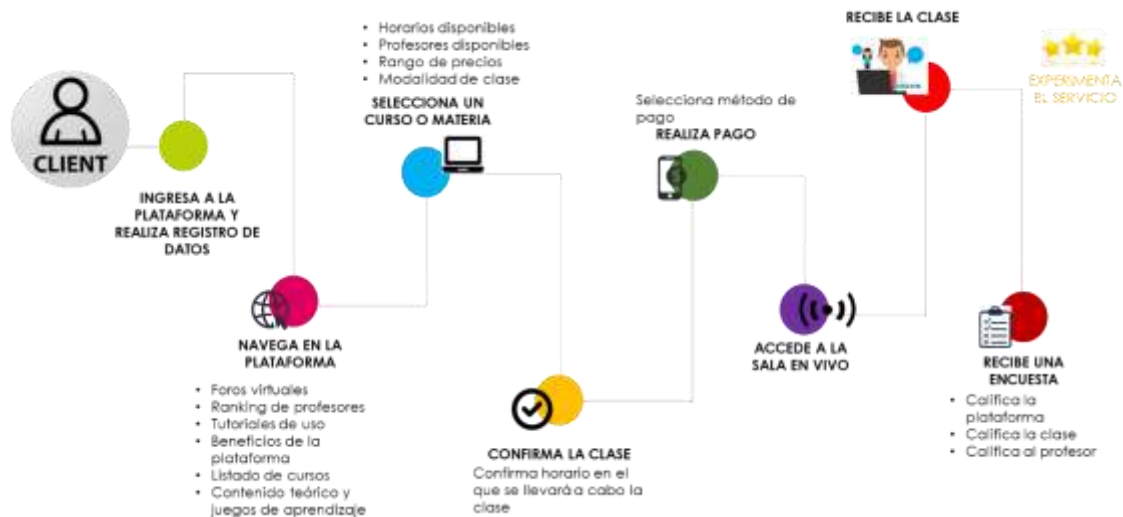 CLIENT
INGRESA A LA
PLATAFORMA Y
REALIZA REGISTRO DE
DATOS
NAVEGA EN LA
PLATAFORMA
• Foros virtuales
• Ranking de profesores
• Tutoriales de uso
• Beneficios de la
plataforma
• Listado de cursos
• Contenido teórico y
juegos de aprendizaje
• Horarios disponibles
• Profesores disponibles
• Rango de precios
• Modalidad de clase
SELECCIONA UN
CURSO O MATERIA
CONFIRMA LA CLASE
Confirma horario en el
que se llevará a cabo la
clase
Selecciona método de
pago
REALIZA PAGO
ACCEDE A LA
SALA EN VIVO
RECIBE LA CLASE
EXPERIMENTA
EL SERVICIO
RECIBE UNA
ENCUESTA
• Califica la
plataforma
• Califica la clase
• Califica al profesor